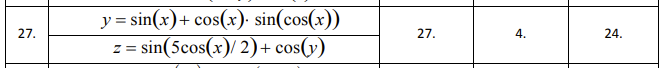 27.
y = sin(x)+ cos(x)· sin(cos(x))
z = sin(5cos(x)/ 2)+ cos(y)
27.
4.
24.